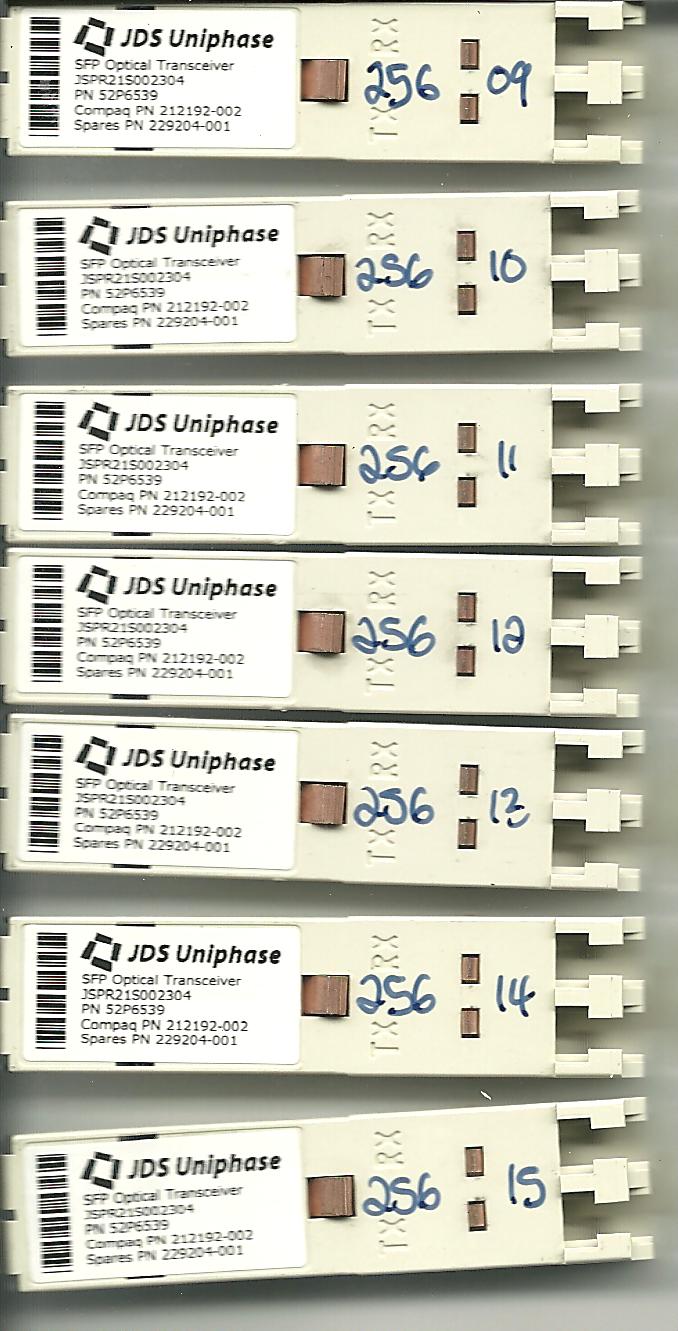 JDS Uniphase
SFP Optical Transceiver
JSPR21S002304
PN 52P6539
Compaq PN 212192-002
Spares PN 229204-001
TX RX
256 09
JDS Uniphase
SFP Optical Transceiver
JSPR21S002304
PN 52P6539
Compaq PN 212192-002
Spares PN 229204-001
TX RX
256 10
JDS Uniphase
SFP Optical Transceiver
JSPR21S002304
PN 52P6539
Compaq PN 212192-002
Spares PN 229204-001
TX RX
256 11
JDS Uniphase
SFP Optical Transceiver
JSPR21S002304
PN 52P6539
Compaq PN 212192-002
Spares PN 229204-001
TX RX
256 12
JDS Uniphase
SFP Optical Transceiver
JSPR21S002304
PN 52P6539
Compaq PN 212192-002
Spares PN 229204-001
TX RX
256 13
JDS Uniphase
SFP Optical Transceiver
JSPR21S002304
PN 52P6539
Compaq PN 212192-002
Spares PN 229204-001
TX RX
256 14
JDS Uniphase
SFP Optical Transceiver
JSPR21S002304
PN 52P6539
Compaq PN 212192-002
Spares PN 229204-001
TX RX
256 15